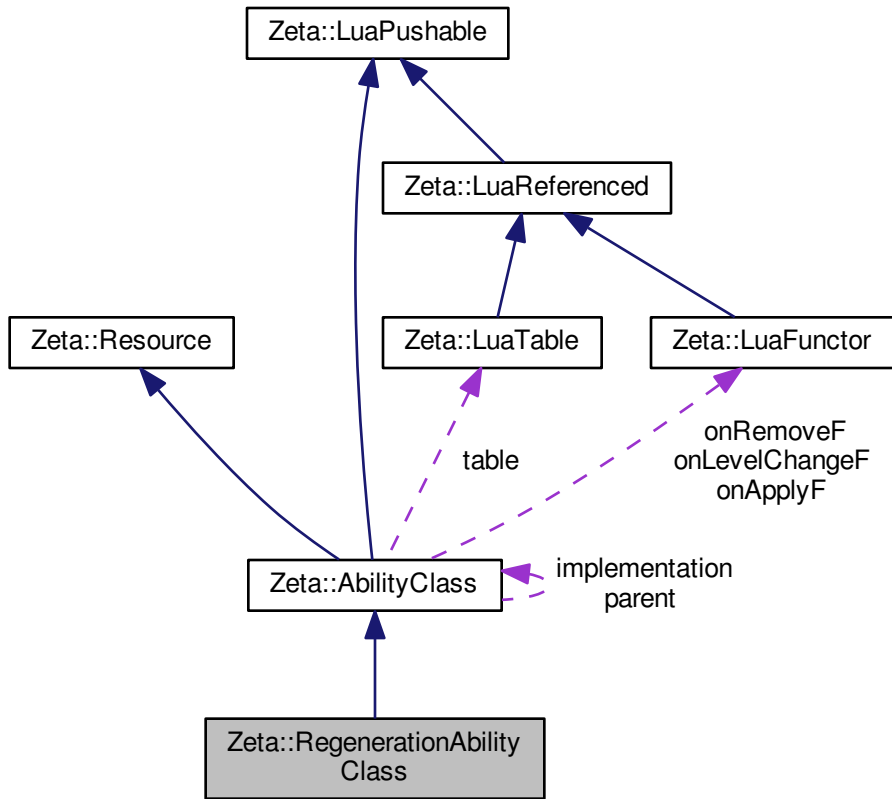 Zeta::LuaPushable
Zeta::LuaReferenced
Zeta::Resource
Zeta::LuaTable
Zeta::LuaFunctor
table
onRemoveF
onLevelChangeF
onApplyF
Zeta::AbilityClass
implementation
parent
Zeta::RegenerationAbility
Class